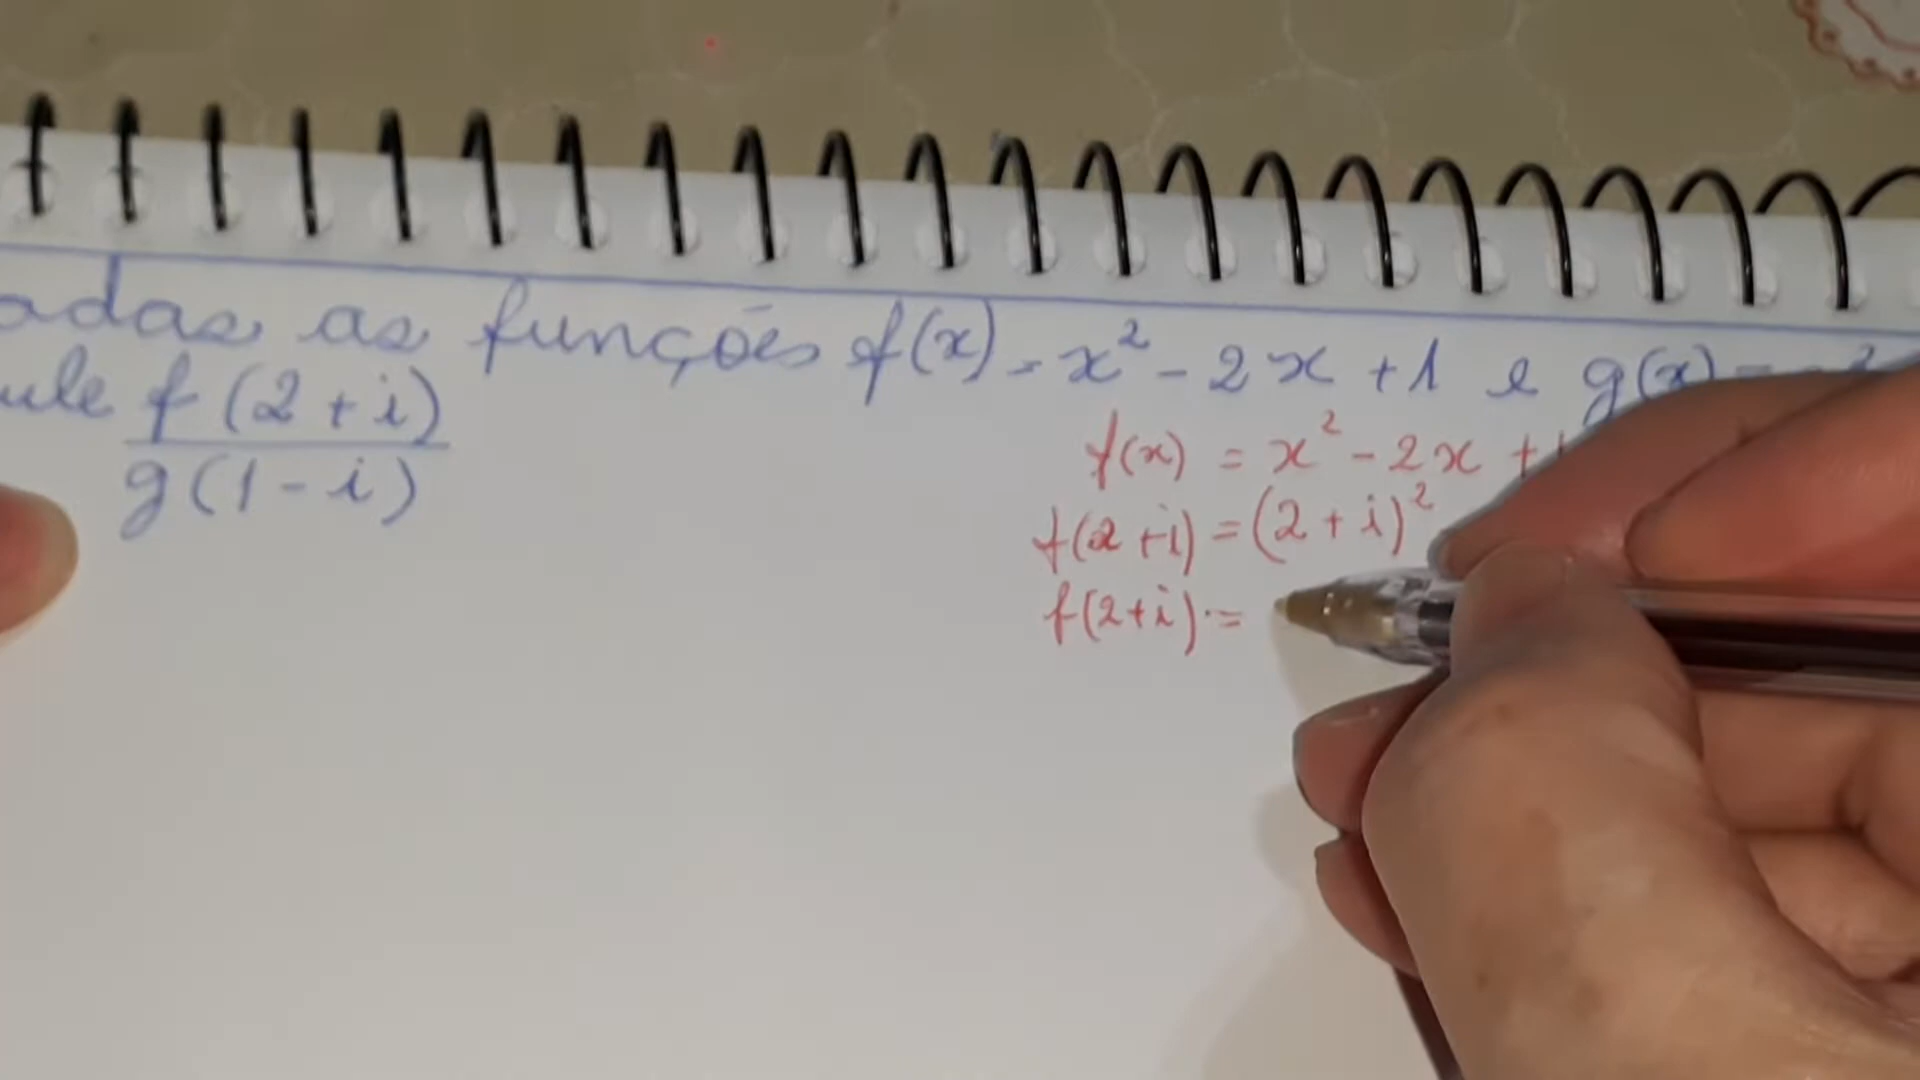 adas as funções f(x) = x² - 2x + 1 e g(x) =
ule f(2 + i)
g(1 - i)
f(x) = x² - 2x +
f(2 + i) = (2 + i)²
f(2+i) =